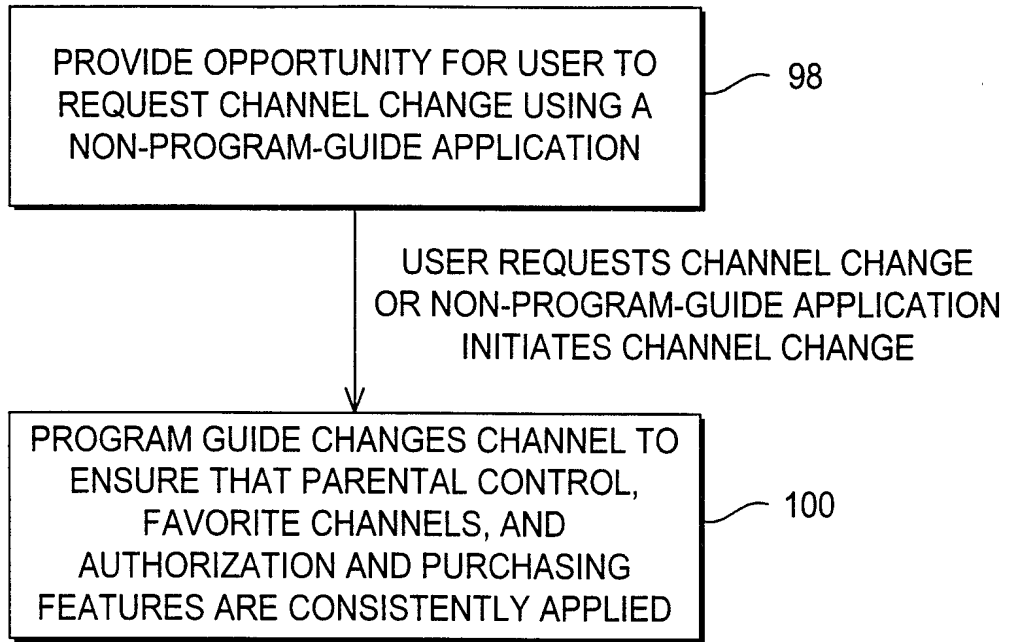 PROVIDE OPPORTUNITY FOR USER TO
REQUEST CHANNEL CHANGE USING A
NON-PROGRAM-GUIDE APPLICATION
98
USER REQUESTS CHANNEL CHANGE
OR NON-PROGRAM-GUIDE APPLICATION
INITIATES CHANNEL CHANGE
PROGRAM GUIDE CHANGES CHANNEL TO
ENSURE THAT PARENTAL CONTROL,
FAVORITE CHANNELS, AND
AUTHORIZATION AND PURCHASING
FEATURES ARE CONSISTENTLY APPLIED
100